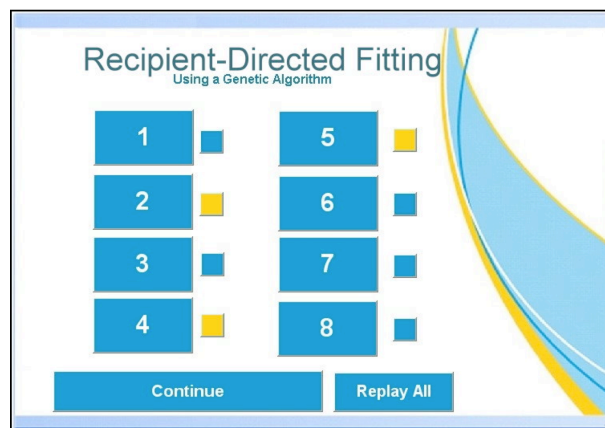 Recipient-Directed Fitting
Using a Genetic Algorithm
1
5
2
6
3
7
4
8
Continue
Replay All